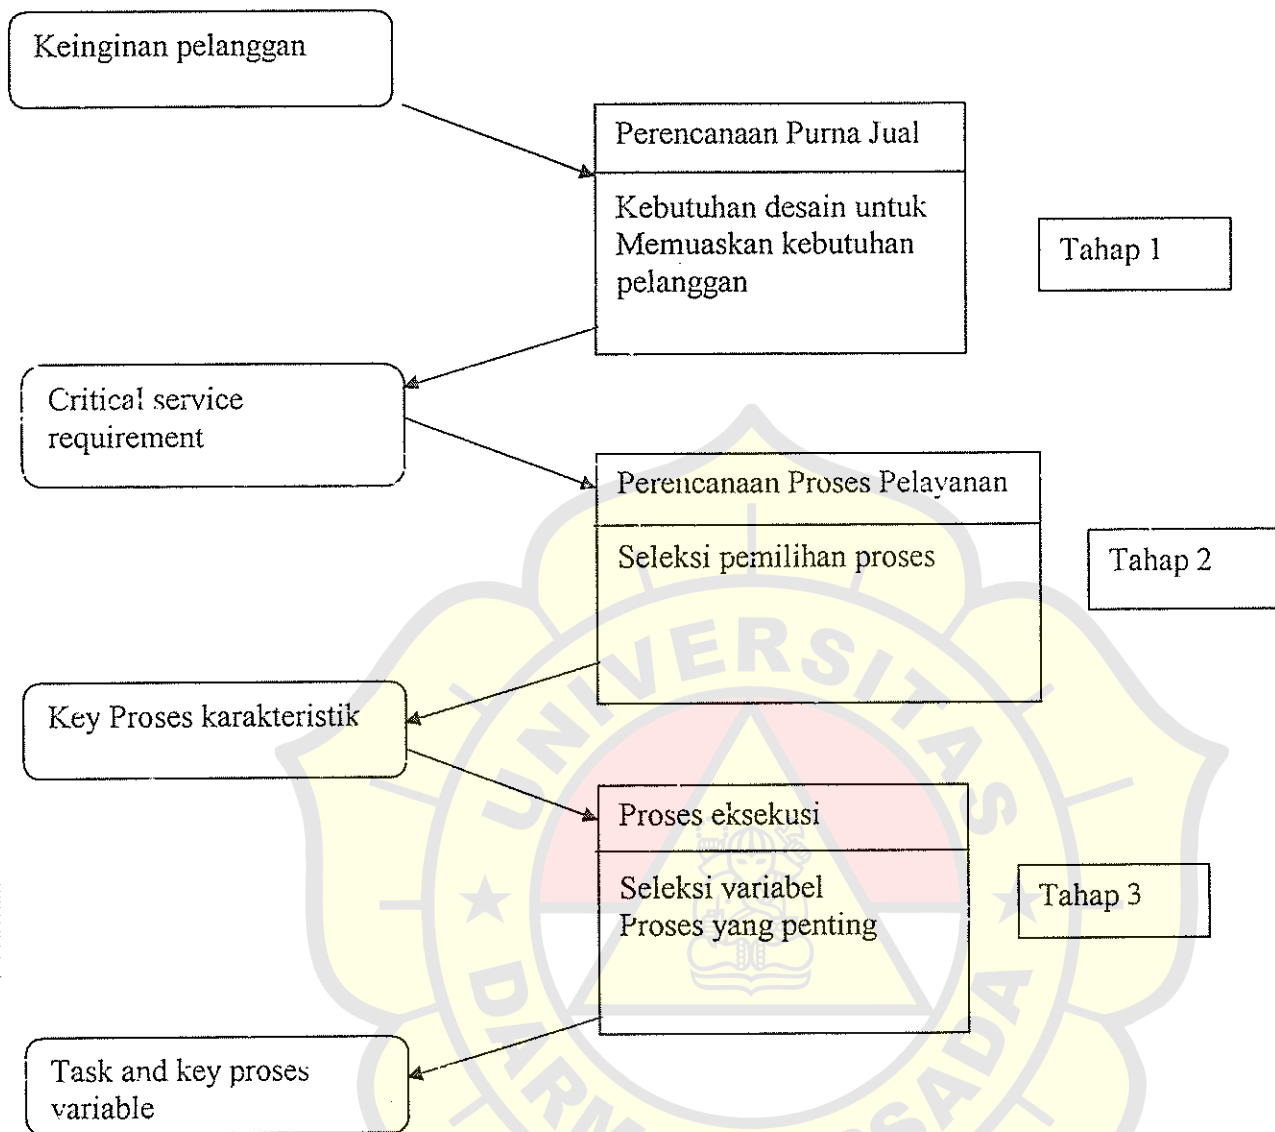 Keinginan pelanggan
Perencanaan Purna Jual
Kebutuhan desain untuk
Memuaskan kebutuhan
pelanggan
Tahap 1
Critical service
requirement
Perencanaan Proses Pelayanan
Seleksi pemilihan proses
Tahap 2
Key Proses karakteristik
Proses eksekusi
Seleksi variabel
Proses yang penting
Tahap 3
Task and key proses
variable
UNIVERSITAS